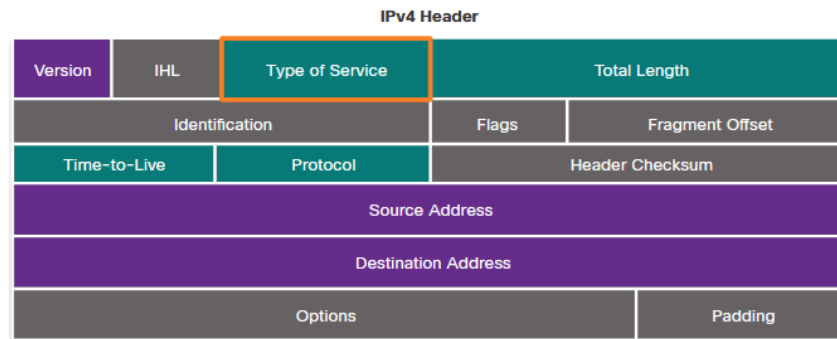 IPv4 Header
Version IHL Type of Service Total Length
Identification Flags Fragment Offset
Time-to-Live Protocol Header Checksum
Source Address
Destination Address
Options Padding